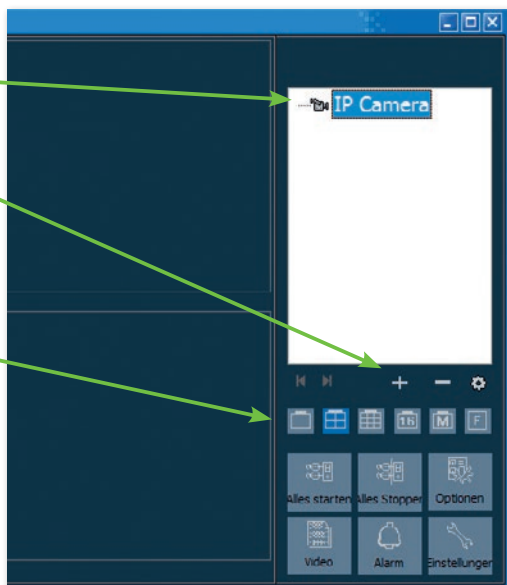 IP Camera
16 M F
Alles starten Alles Stoppen Optionen
Video Alarm Einstellungen